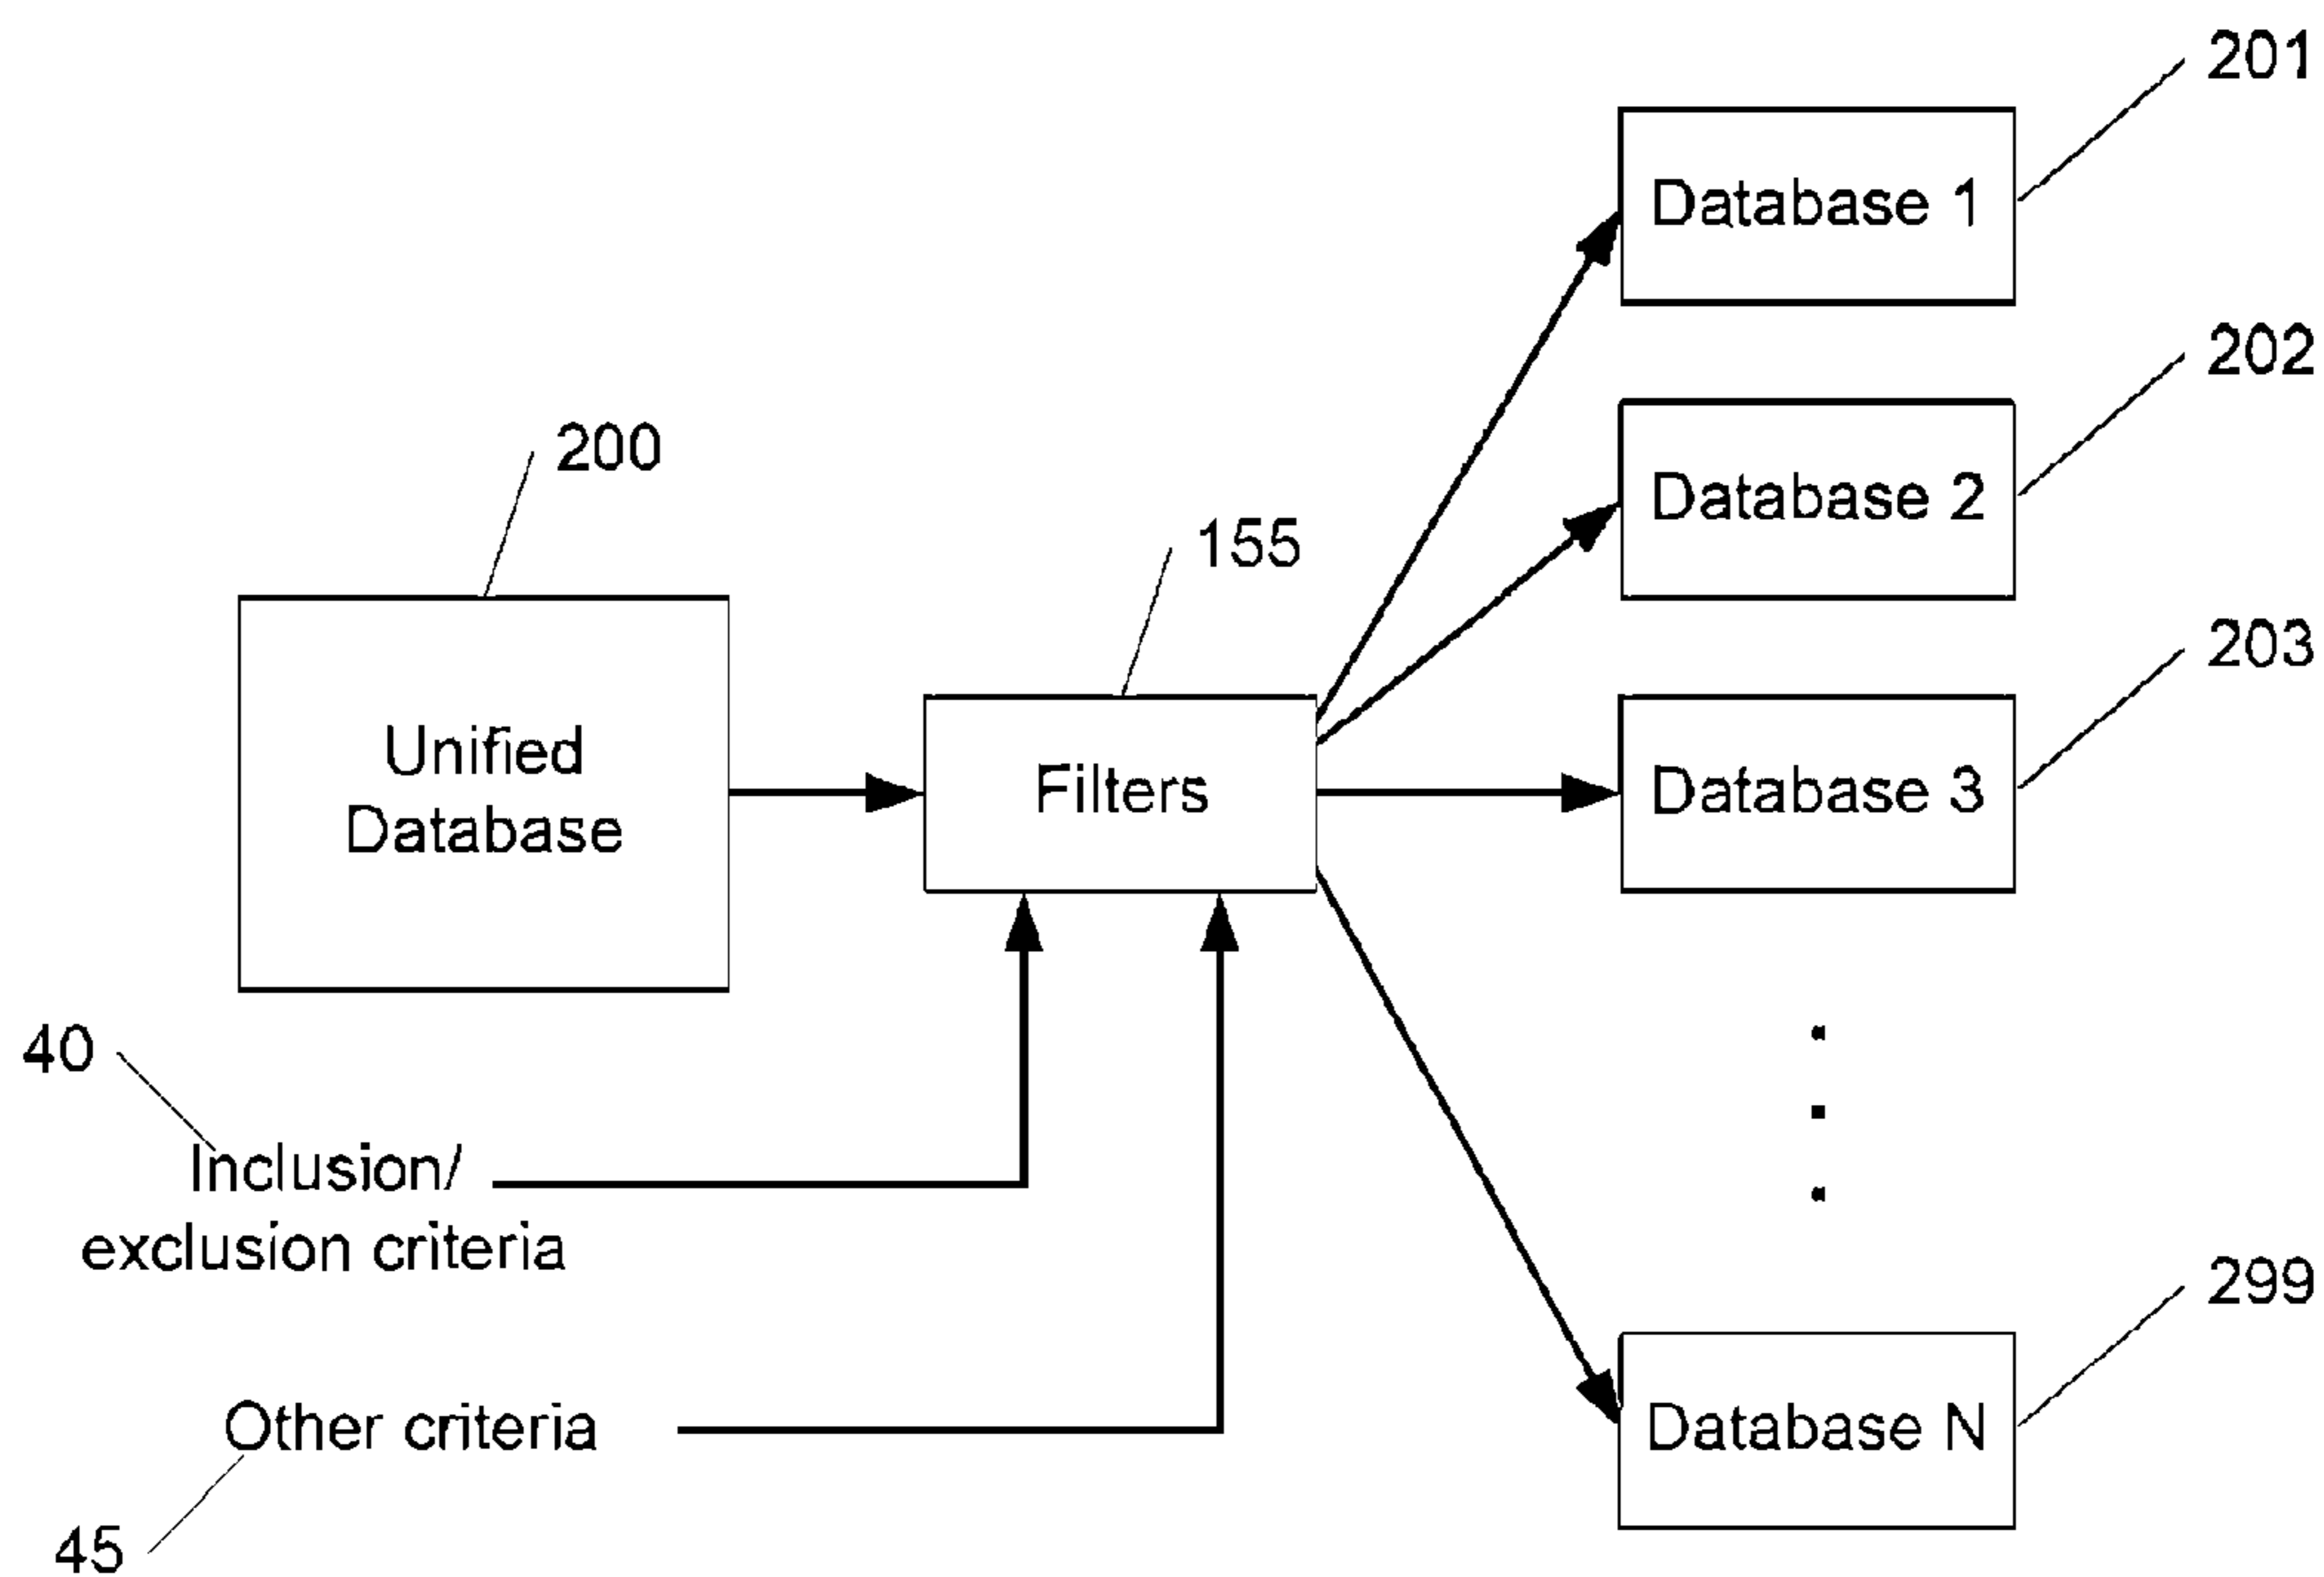 201
Database 1
202
Database 2
200
155
203
Unified
Database
Filters
Database 3
40
Inclusion/
exclusion criteria
299
Other criteria
Database N
45